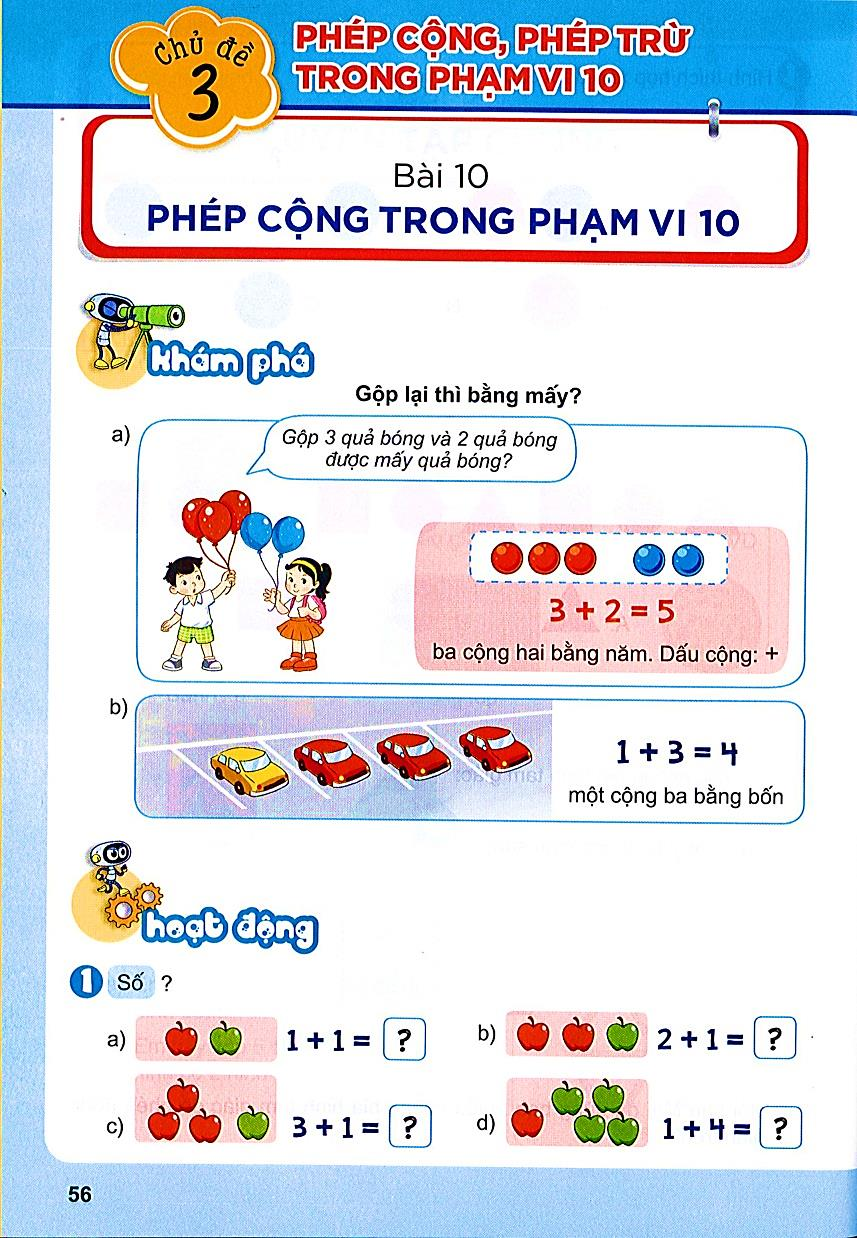 Chủ đề
3
PHÉP CỘNG, PHÉP TRỪ
TRONG PHẠM VI 10
Bài 10
PHÉP CỘNG TRONG PHẠM VI 10
khám phá
Gộp lại thì bằng mấy?
a)
Gộp 3 quả bóng và 2 quả bóng
được mấy quả bóng?
3 + 2 = 5
ba cộng hai bằng năm. Dấu cộng: +
b)
1 + 3 = 4
một cộng ba bằng bốn
hoạt động
1 Số ?
a) 1 + 1 = ?
b) 2 + 1 = ?
c) 3 + 1 = ?
d) 1 + 4 = ?
56